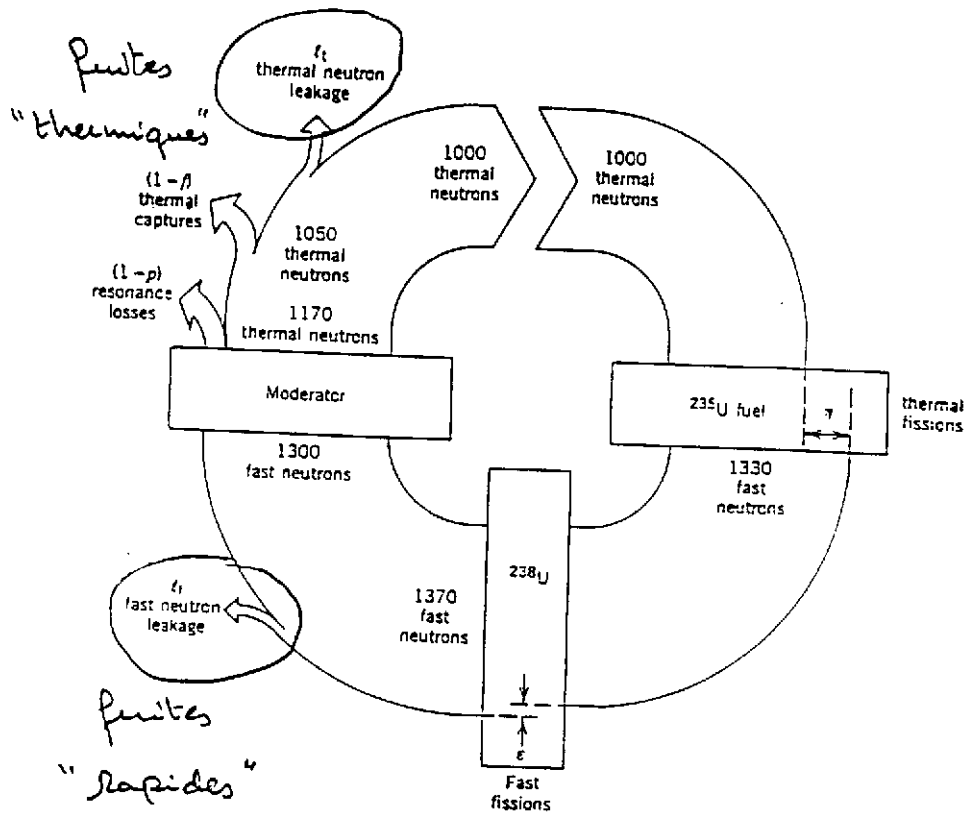 fuites
"thermiques"
ℓt
thermal neutron
leakage
(1 – f)
thermal
captures
(1 – p)
resonance
losses
1050
thermal
neutrons
1170
thermal neutrons
1000
thermal
neutrons
1000
thermal
neutrons
Moderator
²³⁵U fuel
η
thermal
fissions
1300
fast neutrons
1330
fast
neutrons
²³⁸U
1370
fast
neutrons
ℓf
fast neutron
leakage
ε
Fast
fissions
fuites
"rapides"